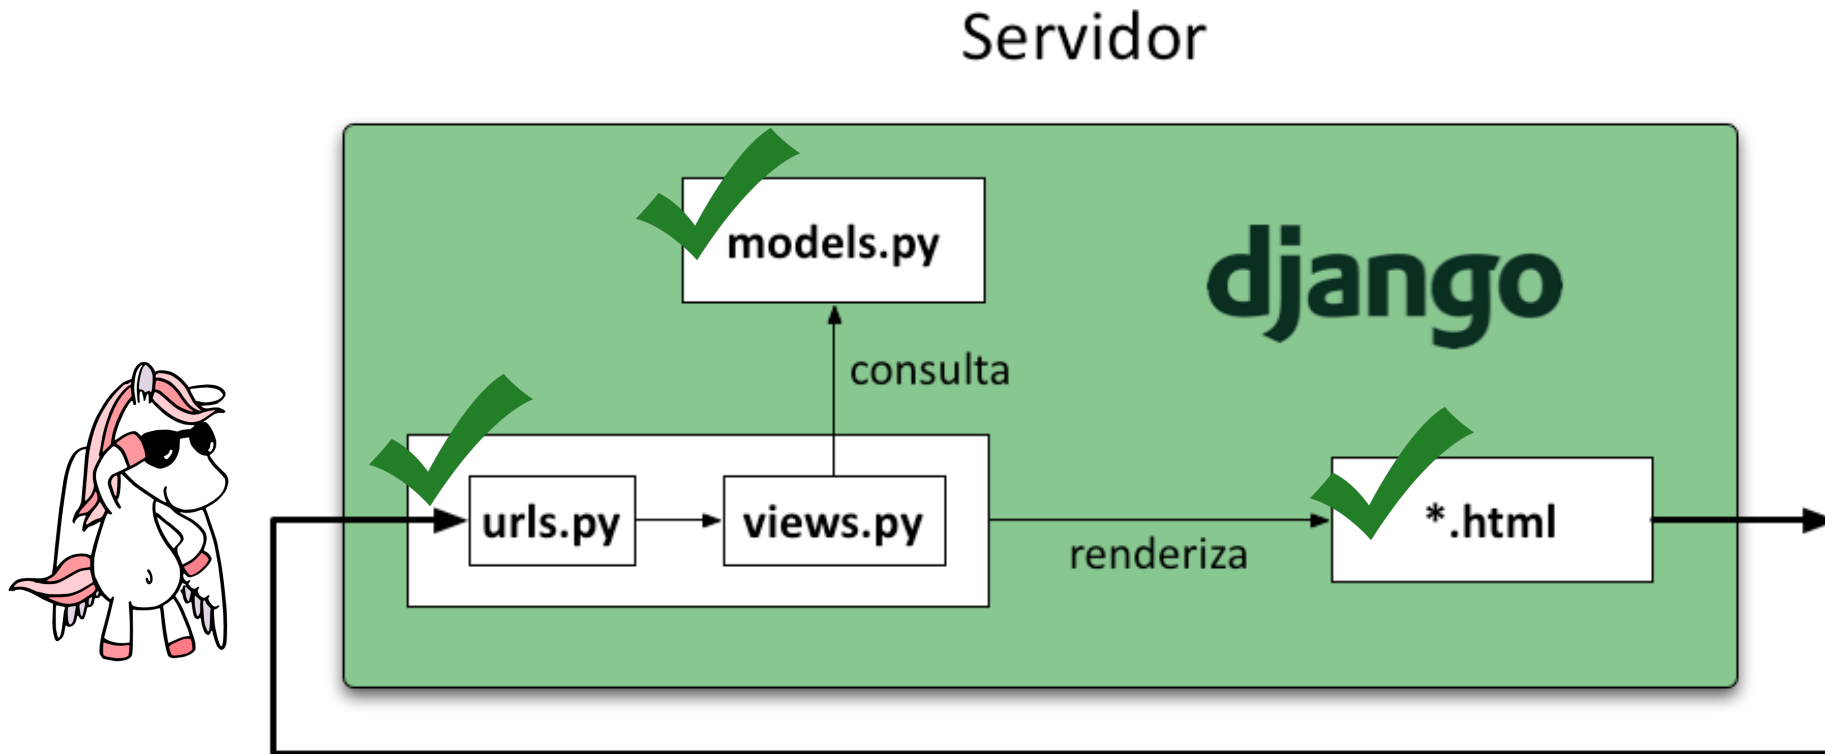 Servidor
models.py
django
consulta
urls.py
views.py
renderiza
*.html